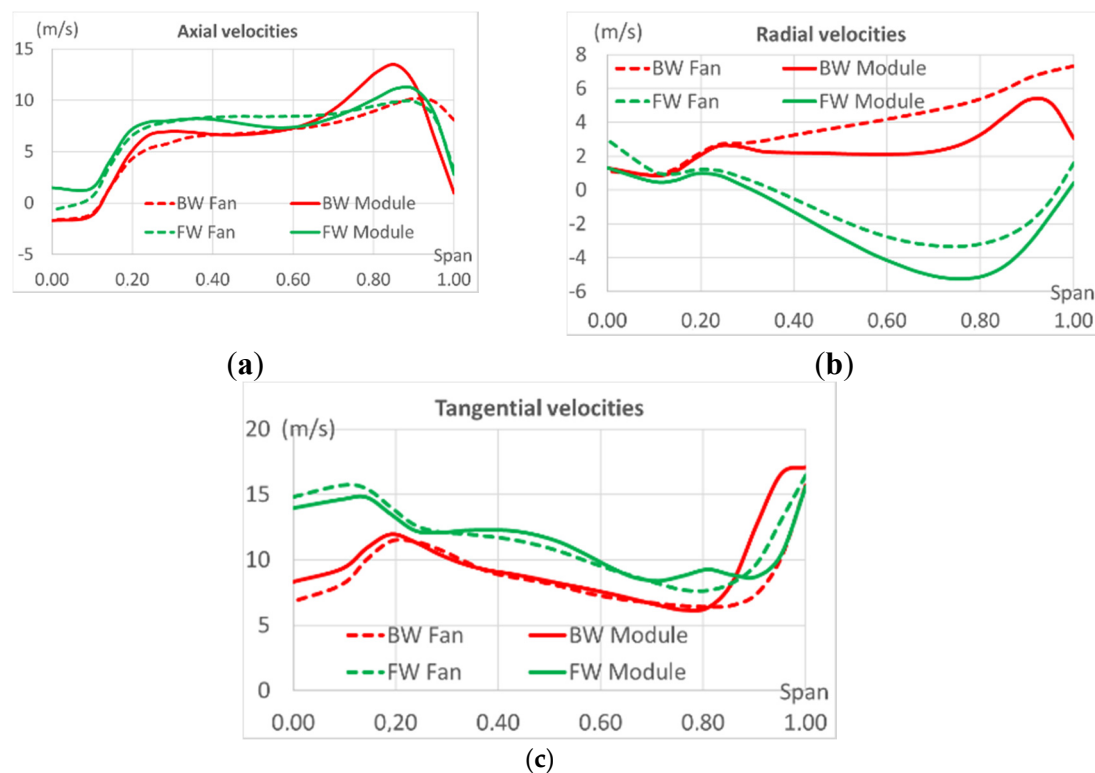 Axial velocities
(m/s)
15
10
5
0
-5
BW Fan BW Module
FW Fan FW Module
Span
0.00 0.20 0.40 0.60 0.80 1.00
(a)
Radial velocities
(m/s)
8
6
4
2
0
-2
-4
-6
BW Fan BW Module
FW Fan FW Module
Span
0.00 0.20 0.40 0.60 0.80 1.00
(b)
Tangential velocities
(m/s)
20
15
10
5
0
BW Fan BW Module
FW Fan FW Module
Span
0.00 0,20 0.40 0.60 0.80 1.00
(c)